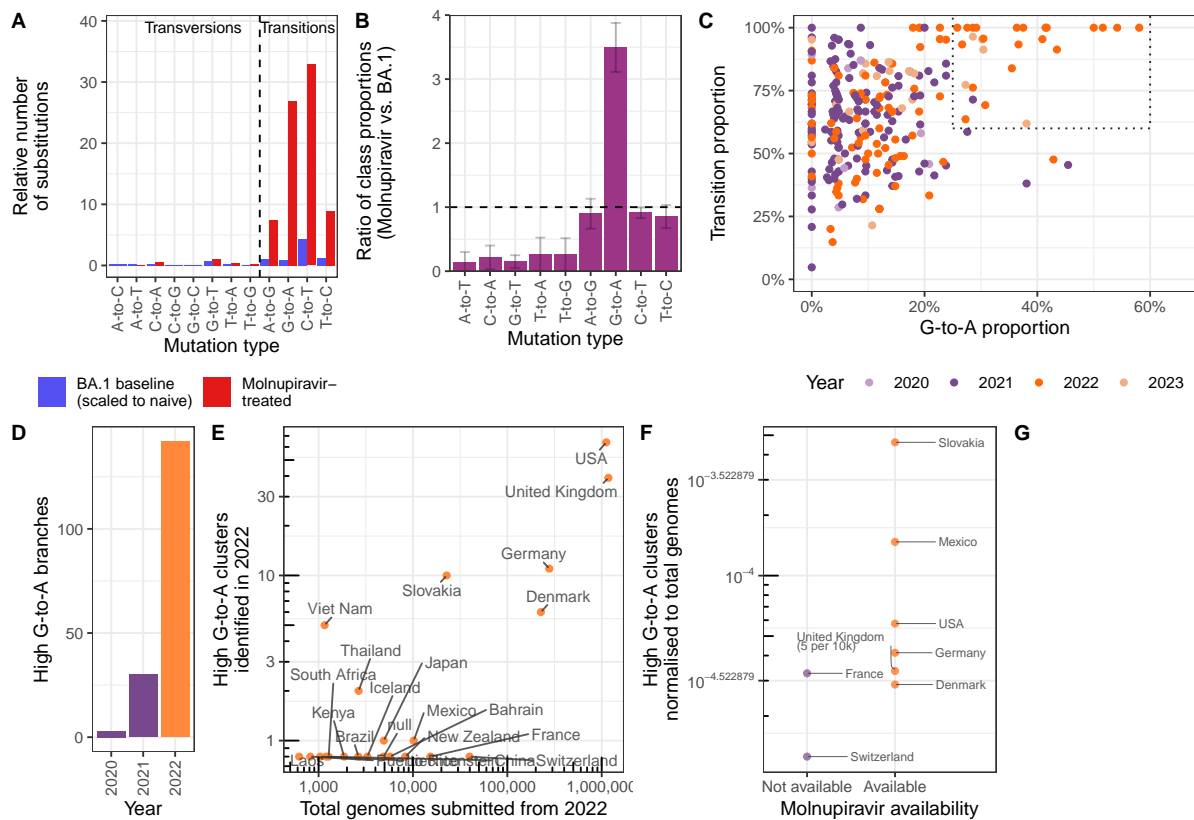 A
Relative number
of substitutions
40
30
20
10
0
Transversions
Transitions
A-to-C
A-to-T
C-to-A
C-to-G
G-to-C
G-to-T
T-to-A
T-to-G
A-to-G
G-to-A
C-to-T
T-to-C
Mutation type
BA.1 baseline
(scaled to naive)
Molnupiravir–
treated
B
Ratio of class proportions
(Molnupiravir vs. BA.1)
4
3
2
1
0
A-to-T
C-to-A
G-to-T
T-to-A
T-to-G
A-to-G
G-to-A
C-to-T
T-to-C
Mutation type
C
Transition proportion
100%
75%
50%
25%
0%
0%
20%
40%
60%
G-to-A proportion
Year
2020
2021
2022
2023
D
High G-to-A branches
100
50
0
2020
2021
2022
Year
E
High G-to-A clusters
identified in 2022
30
10
3
1
USA
United Kingdom
Germany
Slovakia
Denmark
Viet Nam
Thailand
Japan
South Africa
Iceland
Kenya
null
Mexico
Bahrain
Brazil
New Zealand
France
Laos
Puerto Rico
Liechtenstein
China
Switzerland
1,000
10,000
100,000
1,000,000
Total genomes submitted from 2022
F
High G-to-A clusters
normalised to total genomes
10−3.522879
10−4
10−4.522879
Slovakia
Mexico
USA
United Kingdom
(5 per 10k)
Germany
France
Denmark
Switzerland
Not available
Available
Molnupiravir availability
G